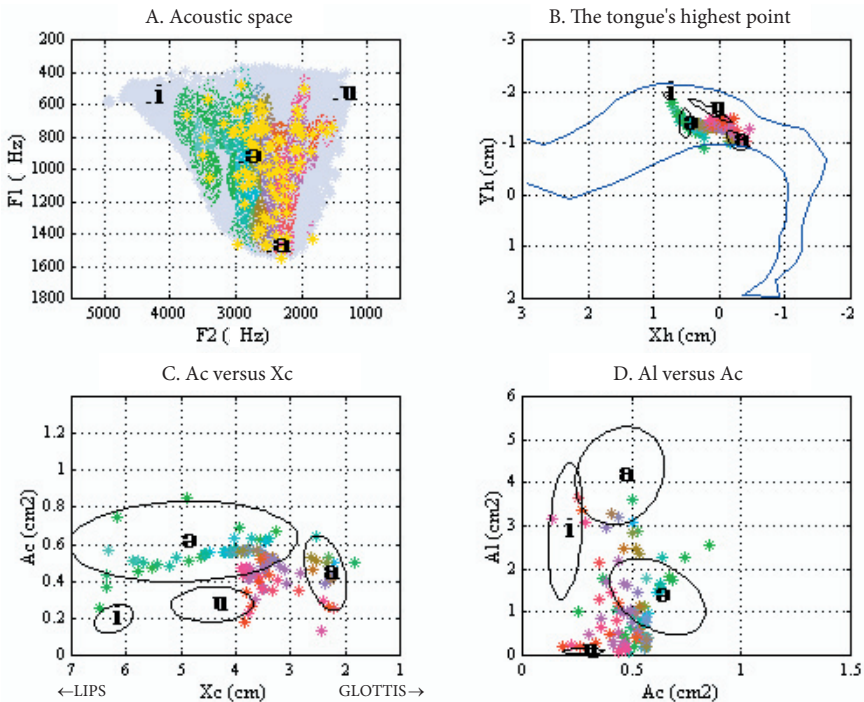 A. Acoustic space
200
400
600
800
1000
1200
1400
1600
1800
F1 ( Hz)
i
u
a
a
5000 4000 3000 2000 1000
F2 ( Hz)
B. The tongue's highest point
-3
-2
-1
0
1
2
Yh (cm)
i
u
a
a
3 2 1 0 -1 -2
Xh (cm)
C. Ac versus Xc
1.2
1
0.8
0.6
0.4
0.2
0
Ac (cm2)
a
a
i
u
7 6 5 4 3 2 1
←LIPS Xc (cm) GLOTTIS→
D. Al versus Ac
6
5
4
3
2
1
0
Al (cm2)
a
i
a
u
0 0.5 1 1.5
Ac (cm2)